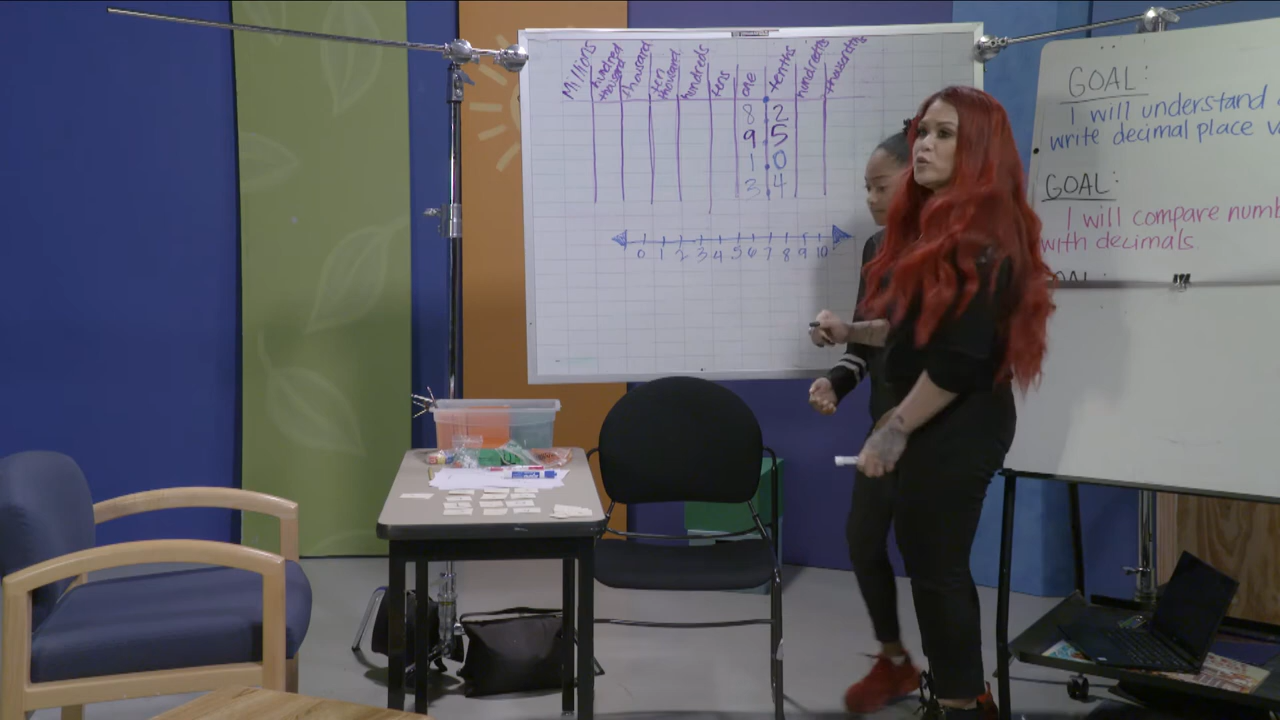 Millions hundred thousand Thousand ten thousand hundreds tens one tenths hundredths thousandths
8 . 2
9 . 5
1 . 0
3 . 4
0 1 2 3 4 5 6 7 8 9 10
GOAL:
I will understand
write decimal place v
GOAL:
I will compare numb
with decimals